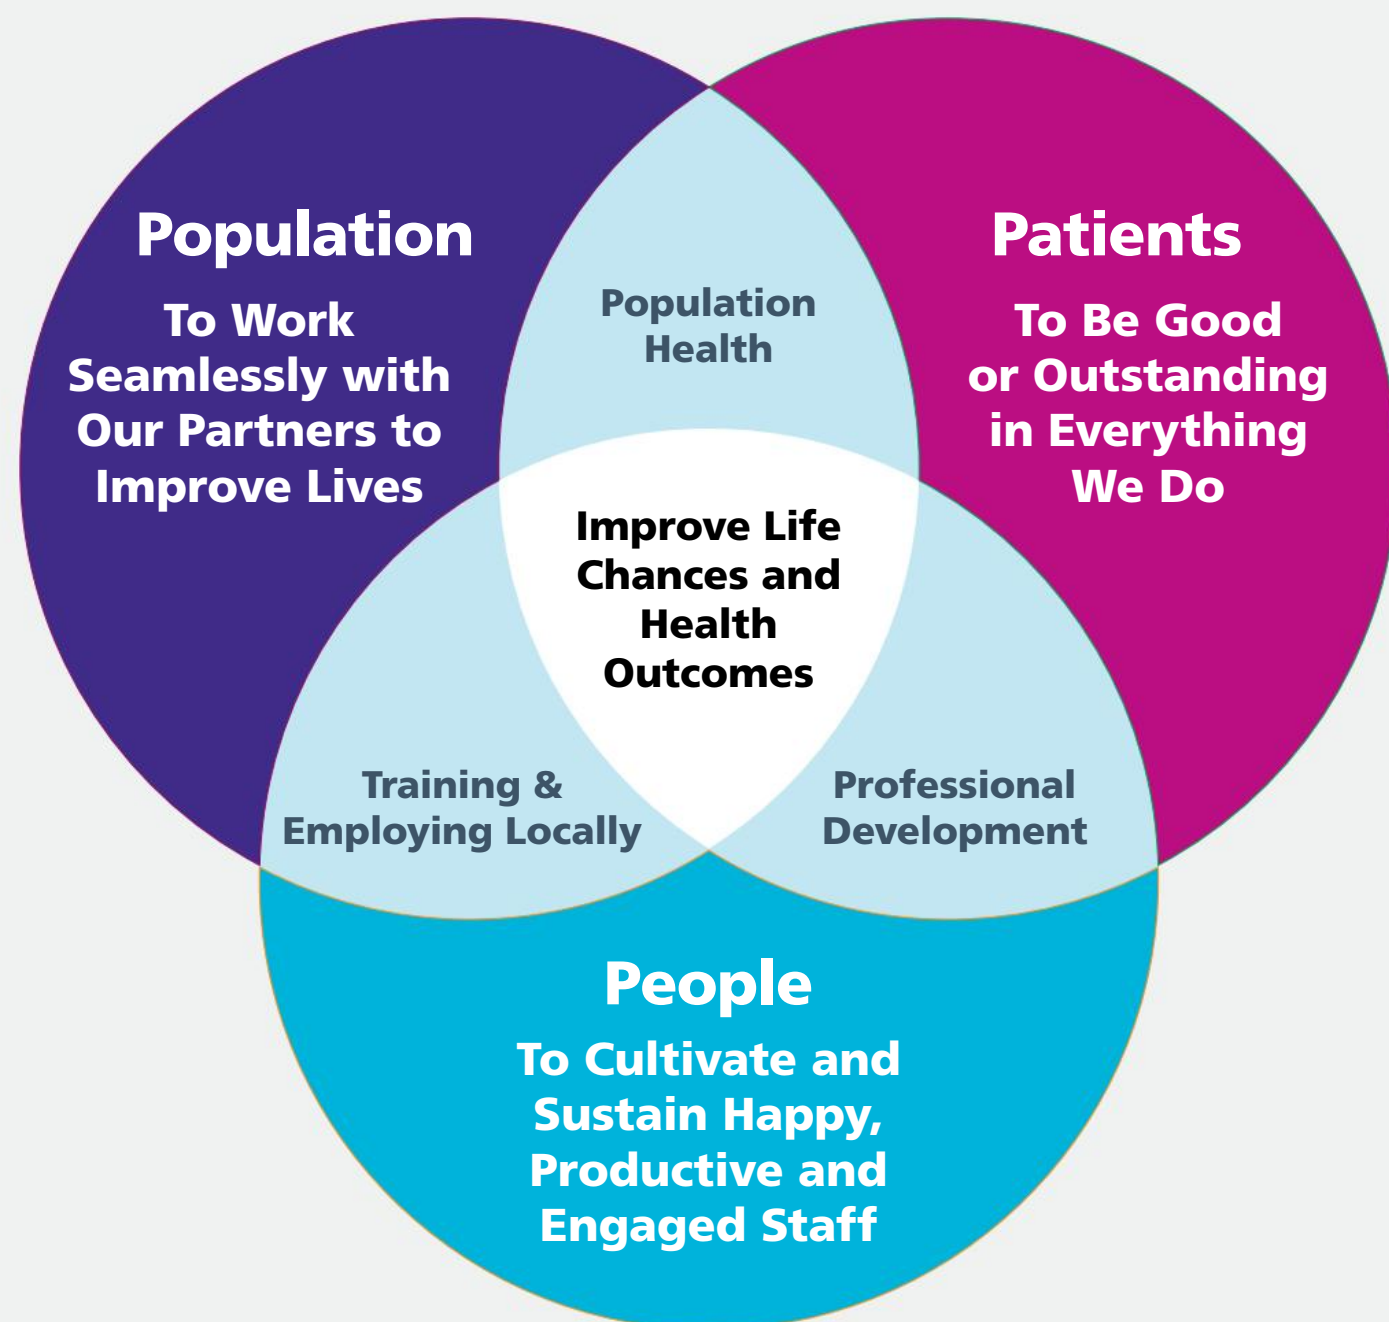 Population
To Work
Seamlessly with
Our Partners to
Improve Lives
Population
Health
Patients
To Be Good
or Outstanding
in Everything
We Do
Improve Life
Chances and
Health
Outcomes
Training &
Employing Locally
Professional
Development
People
To Cultivate and
Sustain Happy,
Productive and
Engaged Staff